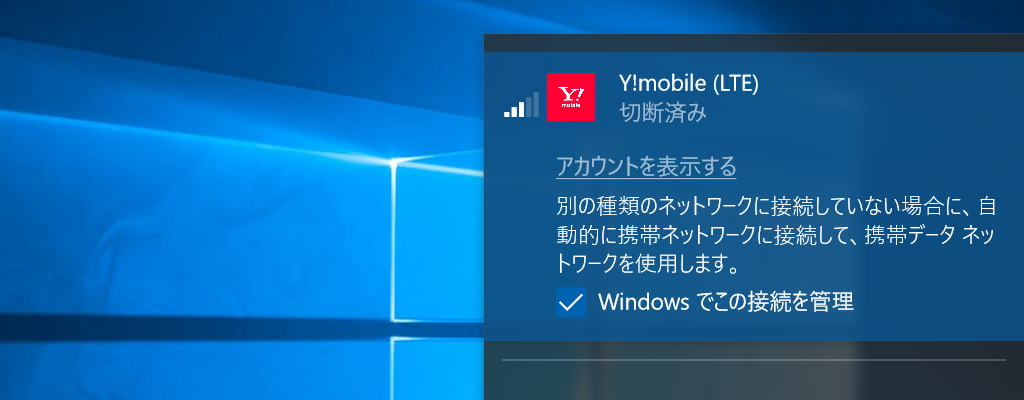 Y!mobile (LTE)
Y!
mobile
切断済み
アカウントを表示する
別の種類のネットワークに接続していない場合に、自
動的に携帯ネットワークに接続して、携帯データ ネッ
トワークを使用します。
Windows でこの接続を管理